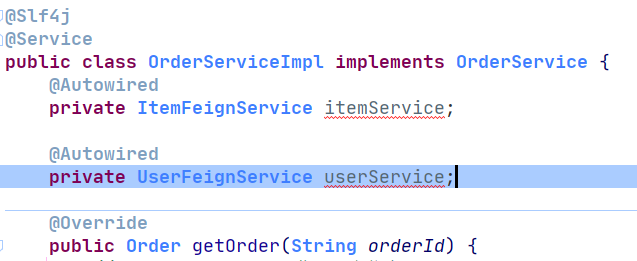 @Slf4j
@Service
public class OrderServiceImpl implements OrderService {
@Autowired
private ItemFeignService itemService;
@Autowired
private UserFeignService userService;
@Override
public Order getOrder(String orderId) {